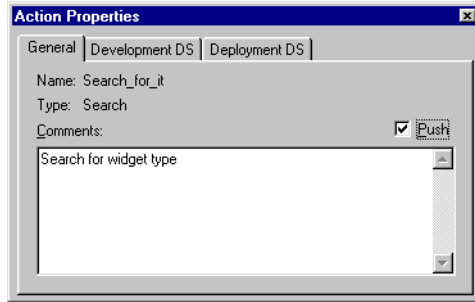 Action Properties
General Development DS Deployment DS
Name: Search_for_it
Type: Search
Comments: Push
Search for widget type